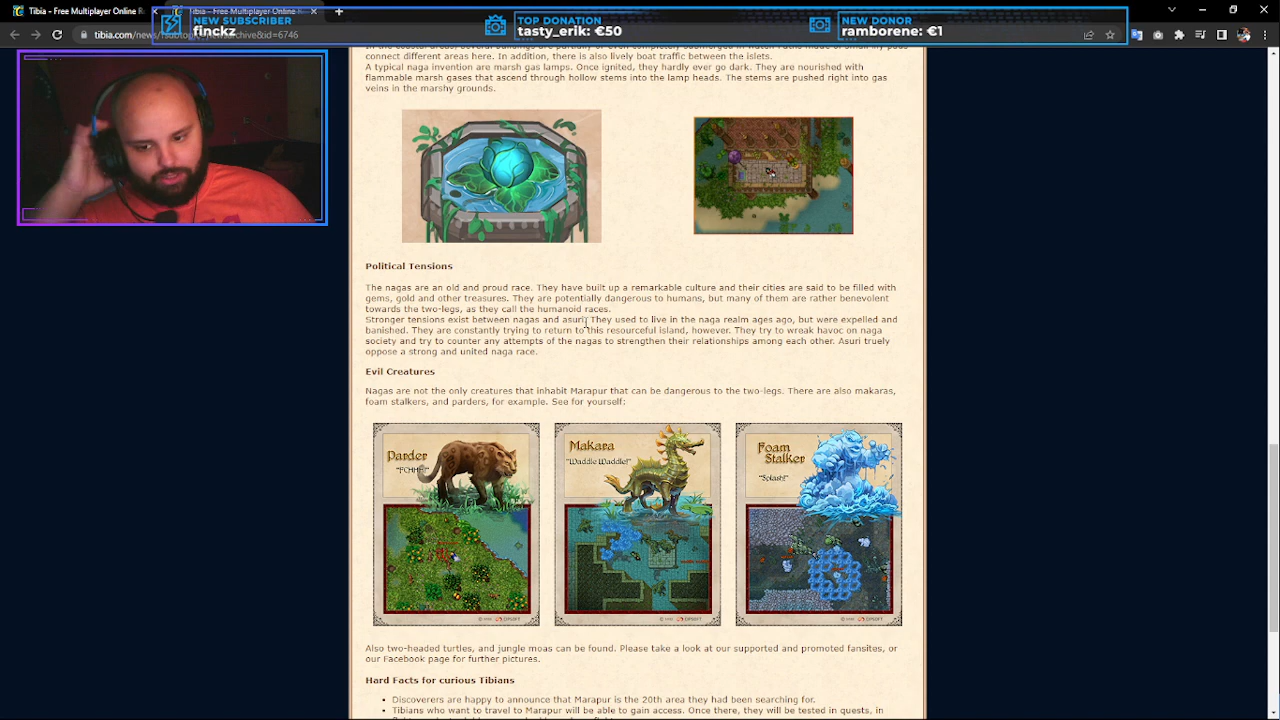 Tibia - Free Multiplayer Online R
Tibia - Free Multiplayer Online R
NEW SUBSCRIBER
finckz
TOP DONATION
tasty_erik: €50
NEW DONOR
ramborene: €1
connect different areas here. In addition, there is also lively boat traffic between the islets.
A typical naga invention are marsh gas lamps. Once ignited, they hardly ever go dark. They are nourished with
flammable marsh gases that ascend through hollow stems into the lamp heads. The stems are pushed right into gas
veins in the marshy grounds.
Political Tensions
The nagas are an old and proud race. They have built up a remarkable culture and their cities are said to be filled with
gems, gold and other treasures. They are potentially dangerous to humans, but many of them are rather benevolent
towards the two-legs, as they call the humanoid races.
Stronger tensions exist between nagas and asuri. They used to live in the naga realm ages ago, but were expelled and
banished. They are constantly trying to return to this resourceful island, however. They try to wreak havoc on naga
society and try to counter any attempts of the nagas to strengthen their relationships among each other. Asuri truely
oppose a strong and united naga race.
Evil Creatures
Nagas are not the only creatures that inhabit Marapur that can be dangerous to the two-legs. There are also makaras,
foam stalkers, and parders, for example. See for yourself:
Parder
Makara
"Waddle Waddle!"
Foam
Stalker
"Splash!"
CIPSOFT
CIPSOFT
CIPSOFT
Also two-headed turtles, and jungle moas can be found. Please take a look at our supported and promoted fansites, or
our Facebook page for further pictures.
Hard Facts for curious Tibians
• Discoverers are happy to announce that Marapur is the 20th area they had been searching for.
• Tibians who want to travel to Marapur will be able to gain access. Once there, they will be tested in quests, in